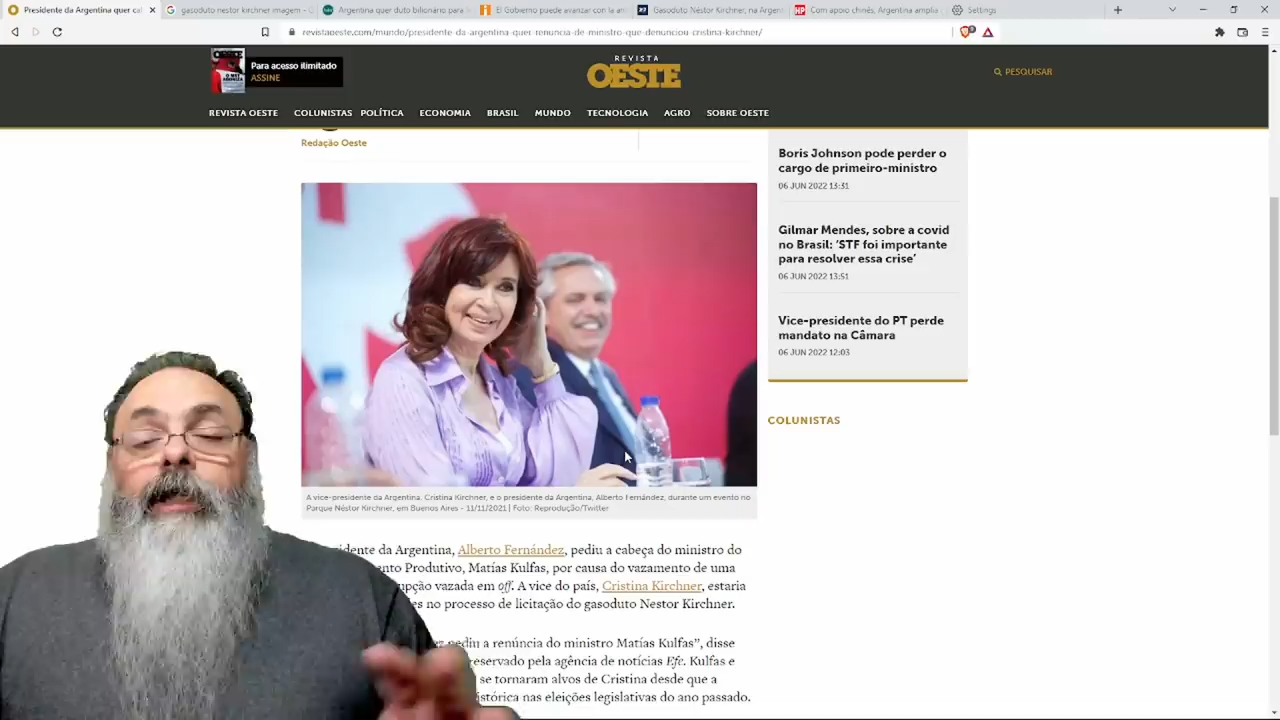 Presidente da Argentina quer cal
gasoduto nestor kirchner imagem - G
Argentina quer duto bilionário para le
El Gobierno puede avanzar con la an
Gasoduto Néstor Kirchner, na Argen
Com apoio chinês, Argentina amplia
Settings
revistaoeste.com/mundo/presidente-da-argentina-quer-renuncia-de-ministro-que-denunciou-cristina-kirchner/
Para acesso ilimitado
ASSINE
REVISTA
OESTE
PESQUISAR
REVISTA OESTE COLUNISTAS POLÍTICA ECONOMIA BRASIL MUNDO TECNOLOGIA AGRO SOBRE OESTE
Redação Oeste
Boris Johnson pode perder o
cargo de primeiro-ministro
06 JUN 2022 13:31
Gilmar Mendes, sobre a covid
no Brasil: ‘STF foi importante
para resolver essa crise’
06 JUN 2022 13:51
Vice-presidente do PT perde
mandato na Câmara
06 JUN 2022 12:03
COLUNISTAS
A vice-presidente da Argentina, Cristina Kirchner, e o presidente da Argentina, Alberto Fernández, durante um evento no
Parque Néstor Kirchner, em Buenos Aires - 11/11/2021 | Foto: Reprodução/Twitter
idente da Argentina, Alberto Fernández, pediu a cabeça do ministro do
nto Produtivo, Matías Kulfas, por causa do vazamento de uma
upção vazada em off. A vice do país, Cristina Kirchner, estaria
es no processo de licitação do gasoduto Nestor Kirchner.
ez pediu a renúncia do ministro Matías Kulfas”, disse
reservado pela agência de notícias Efe. Kulfas e
se tornaram alvos de Cristina desde que a
istórica nas eleições legislativas do ano passado.